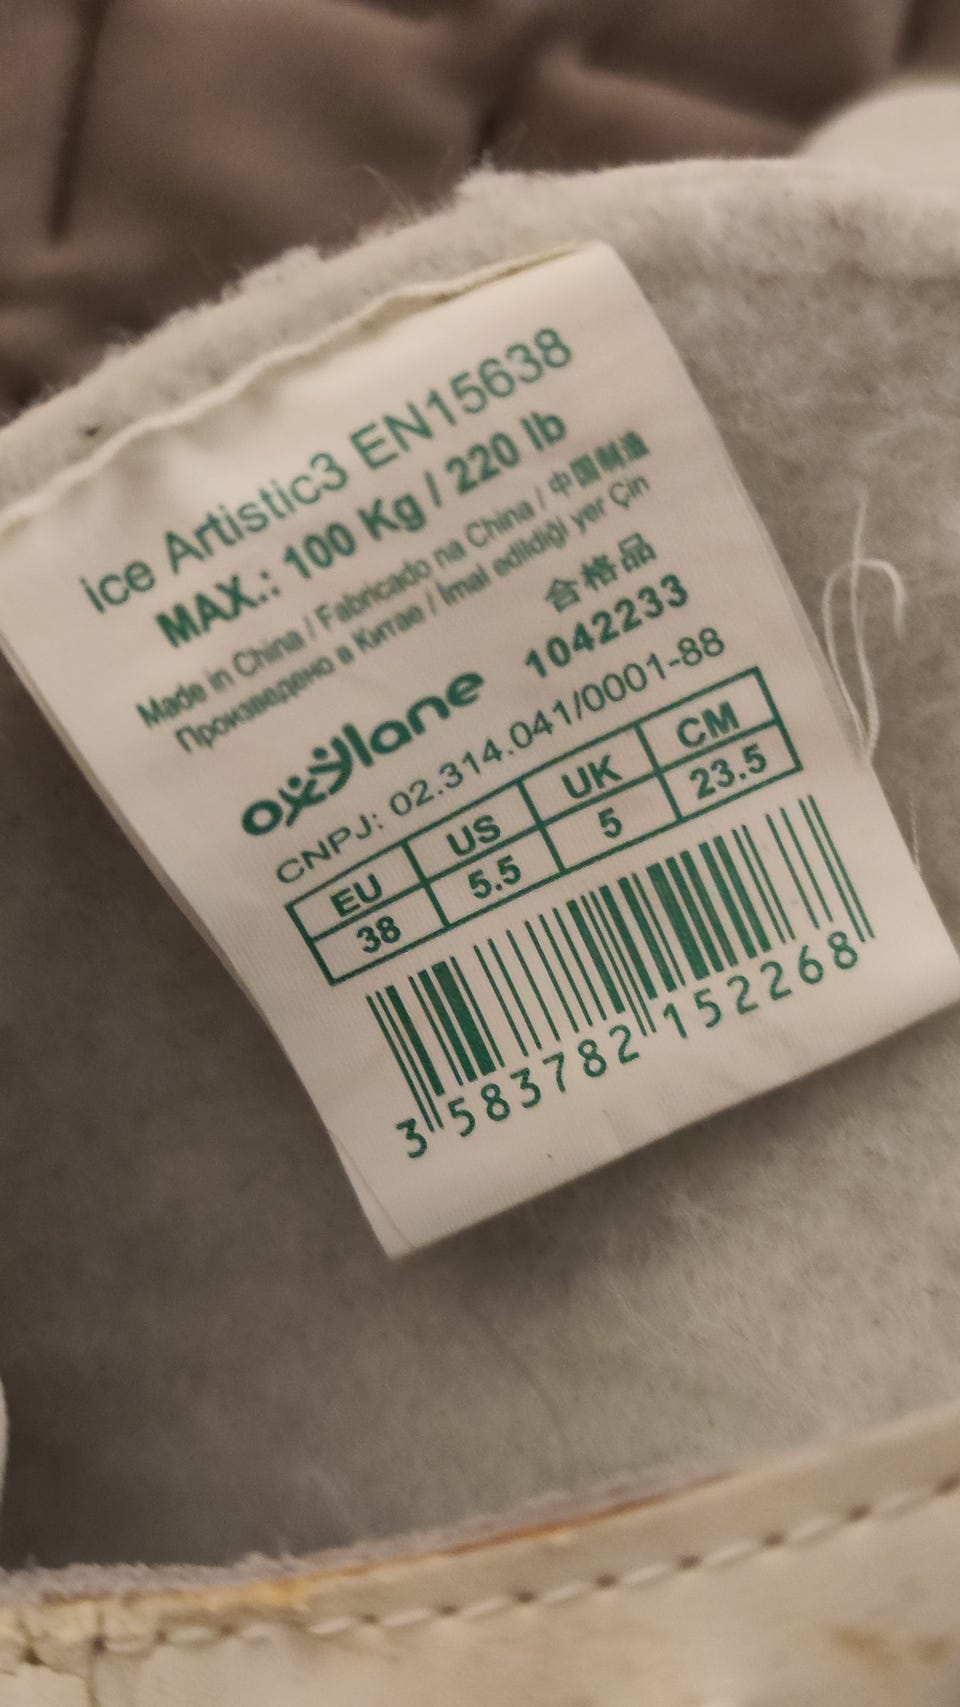 ice Artistic3 EN15638
MAX.: 100 Kg / 220 lb
Made in China / Fabricado na China / 中国制造
Произведено в Китае / İmal edildiği yer Çin
合格品
oxylane 1042233
CNPJ: 02.314.041/0001-88
EU US UK CM
38 5.5 5 23.5
3 583782 152268